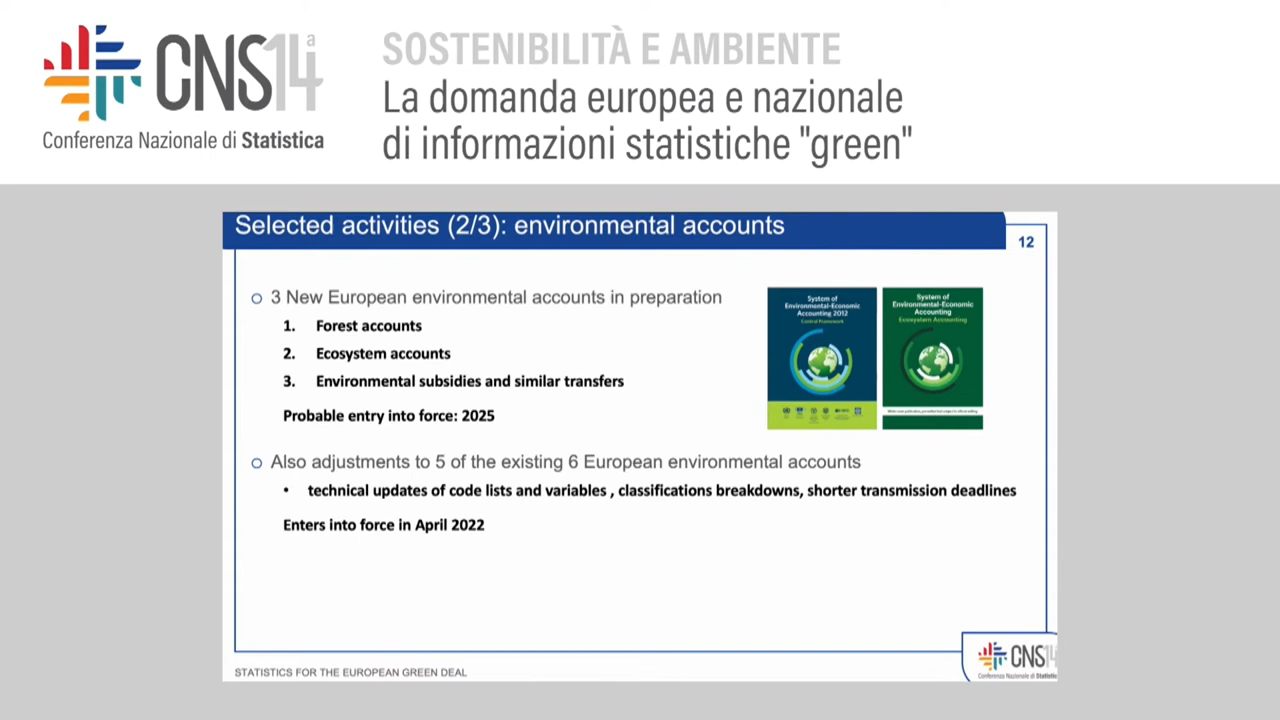 CNS14ª
Conferenza Nazionale di Statistica
SOSTENIBILITÀ E AMBIENTE
La domanda europea e nazionale
di informazioni statistiche "green"
Selected activities (2/3): environmental accounts
12
3 New European environmental accounts in preparation
1. Forest accounts
2. Ecosystem accounts
3. Environmental subsidies and similar transfers
Probable entry into force: 2025
System of
Environmental-Economic
Accounting 2012
Central Framework
System of
Environmental-Economic
Accounting
Ecosystem Accounting
Also adjustments to 5 of the existing 6 European environmental accounts
• technical updates of code lists and variables , classifications breakdowns, shorter transmission deadlines
Enters into force in April 2022
STATISTICS FOR THE EUROPEAN GREEN DEAL
CNS14
Conferenza Nazionale di Statistic